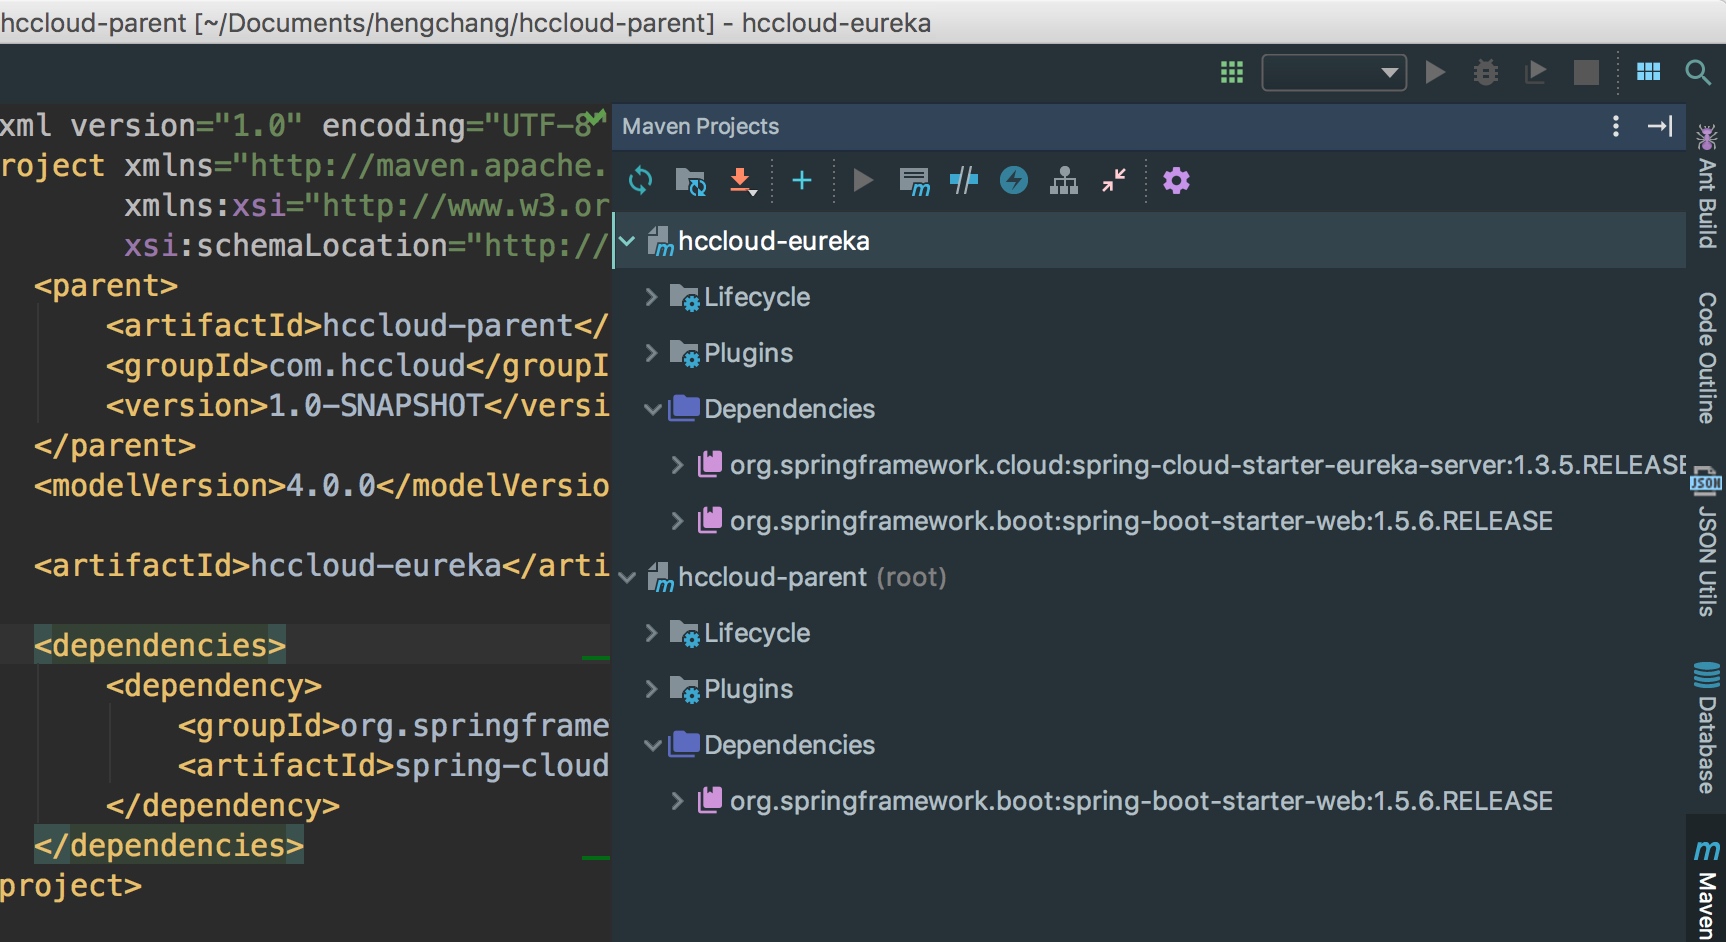 hccloud-parent [~/Documents/hengchang/hccloud-parent] - hccloud-eureka
xml version="1.0" encoding="UTF-8"
roject xmlns="http://maven.apache.
xmlns:xsi="http://www.w3.or
xsi:schemaLocation="http://
<parent>
<artifactId>hccloud-parent</
<groupId>com.hccloud</groupI
<version>1.0-SNAPSHOT</versi
</parent>
<modelVersion>4.0.0</modelVersio
<artifactId>hccloud-eureka</arti
<dependencies>
<dependency>
<groupId>org.springframe
<artifactId>spring-cloud
</dependency>
</dependencies>
project>
Maven Projects
hccloud-eureka
Lifecycle
Plugins
Dependencies
org.springframework.cloud:spring-cloud-starter-eureka-server:1.3.5.RELEASE
org.springframework.boot:spring-boot-starter-web:1.5.6.RELEASE
hccloud-parent (root)
Lifecycle
Plugins
Dependencies
org.springframework.boot:spring-boot-starter-web:1.5.6.RELEASE
Ant Build
Code Outline
JSON
JSON Utils
Database
m
Maven